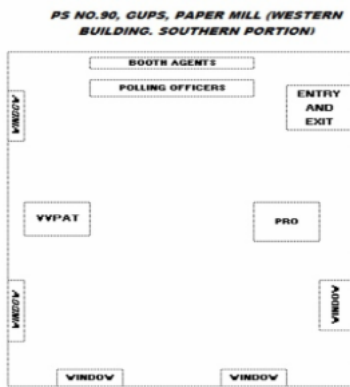 PS NO.90, GUPS, PAPER MILL (WESTERN
BUILDING. SOUTHERN PORTION)
BOOTH AGENTS
POLLING OFFICERS
ENTRY
AND
EXIT
WINDOW
VVPAT
PRO
WINDOW
WINDOW
WINDOW
WINDOW